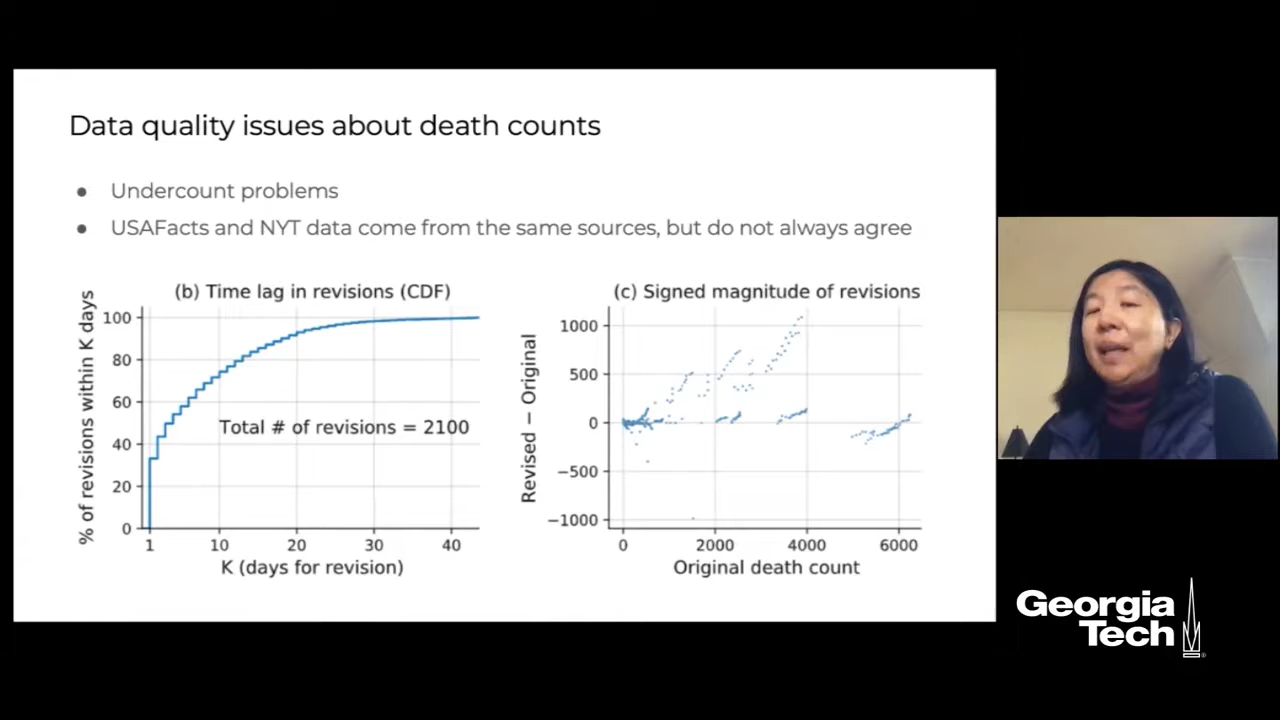 Data quality issues about death counts
● Undercount problems
● USAFacts and NYT data come from the same sources, but do not always agree
(b) Time lag in revisions (CDF)
% of revisions within K days
100
80
60
40
20
0
Total # of revisions = 2100
1 10 20 30 40
K (days for revision)
(c) Signed magnitude of revisions
Revised − Original
1000
500
0
−500
−1000
0 2000 4000 6000
Original death count
Georgia
Tech